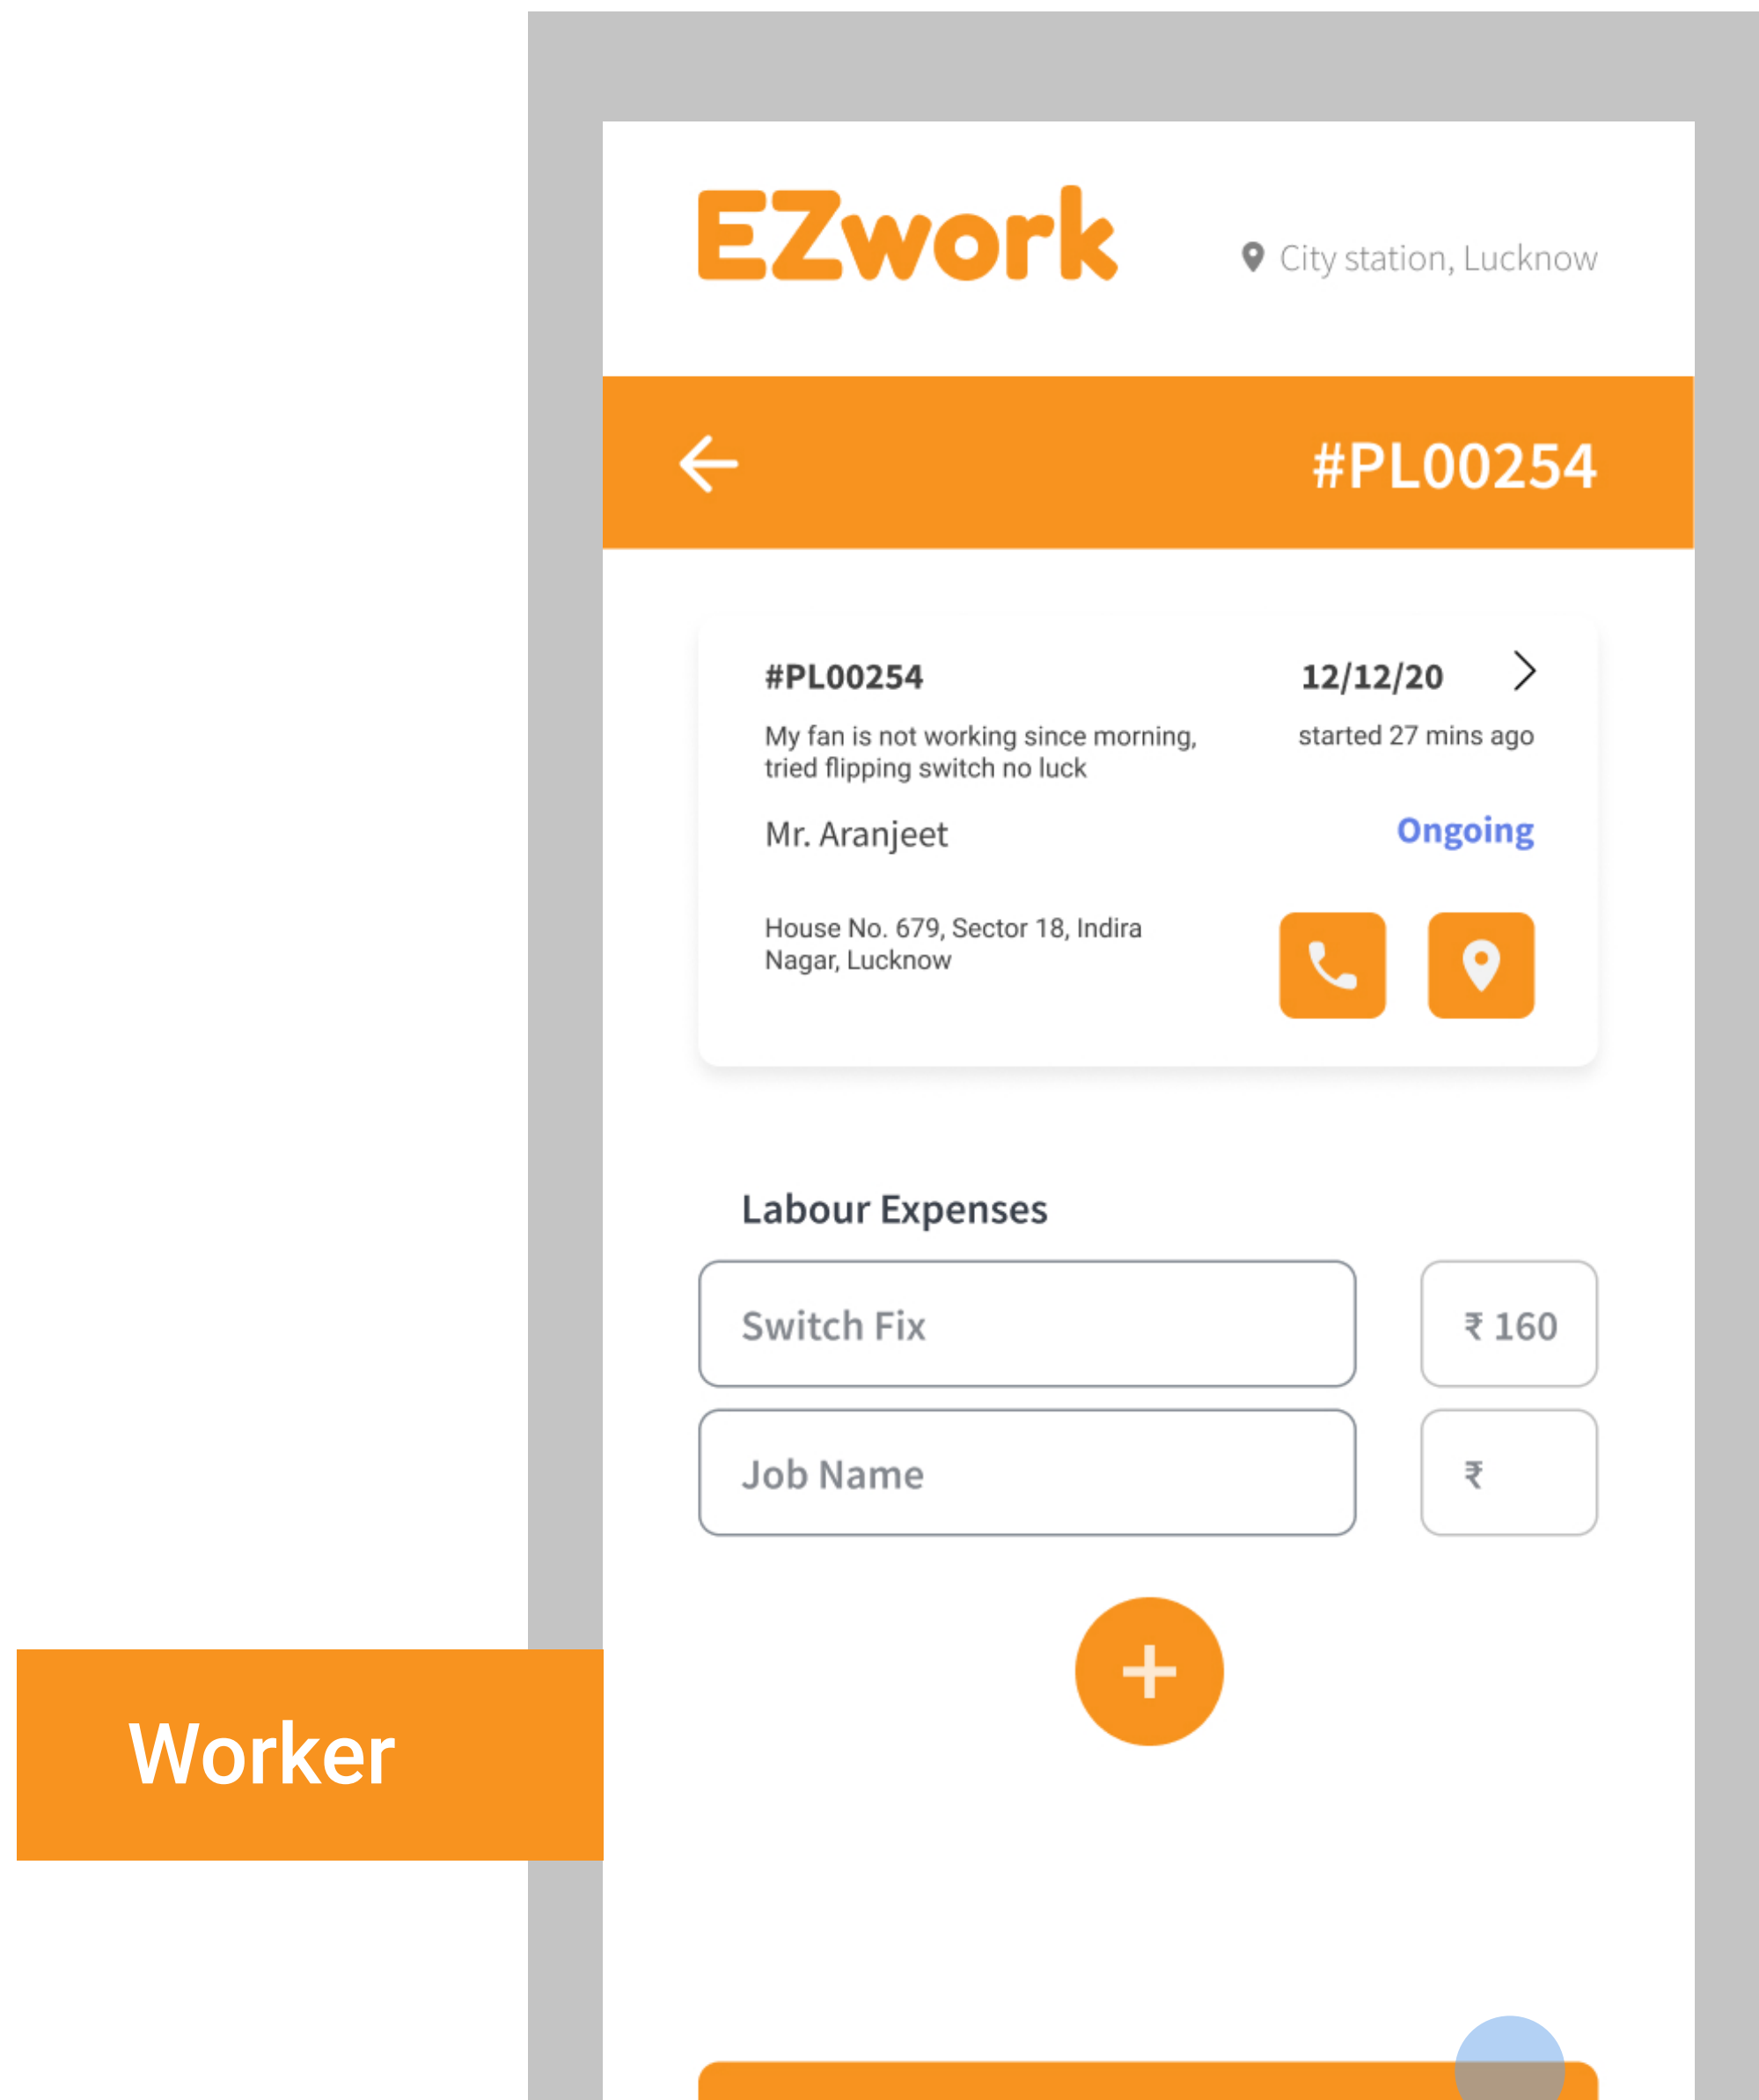 EZwork
City station, Lucknow
#PL00254
#PL00254
12/12/20
My fan is not working since morning,
tried flipping switch no luck
started 27 mins ago
Mr. Aranjeet
Ongoing
House No. 679, Sector 18, Indira
Nagar, Lucknow
Labour Expenses
Switch Fix
₹ 160
Job Name
₹
Worker